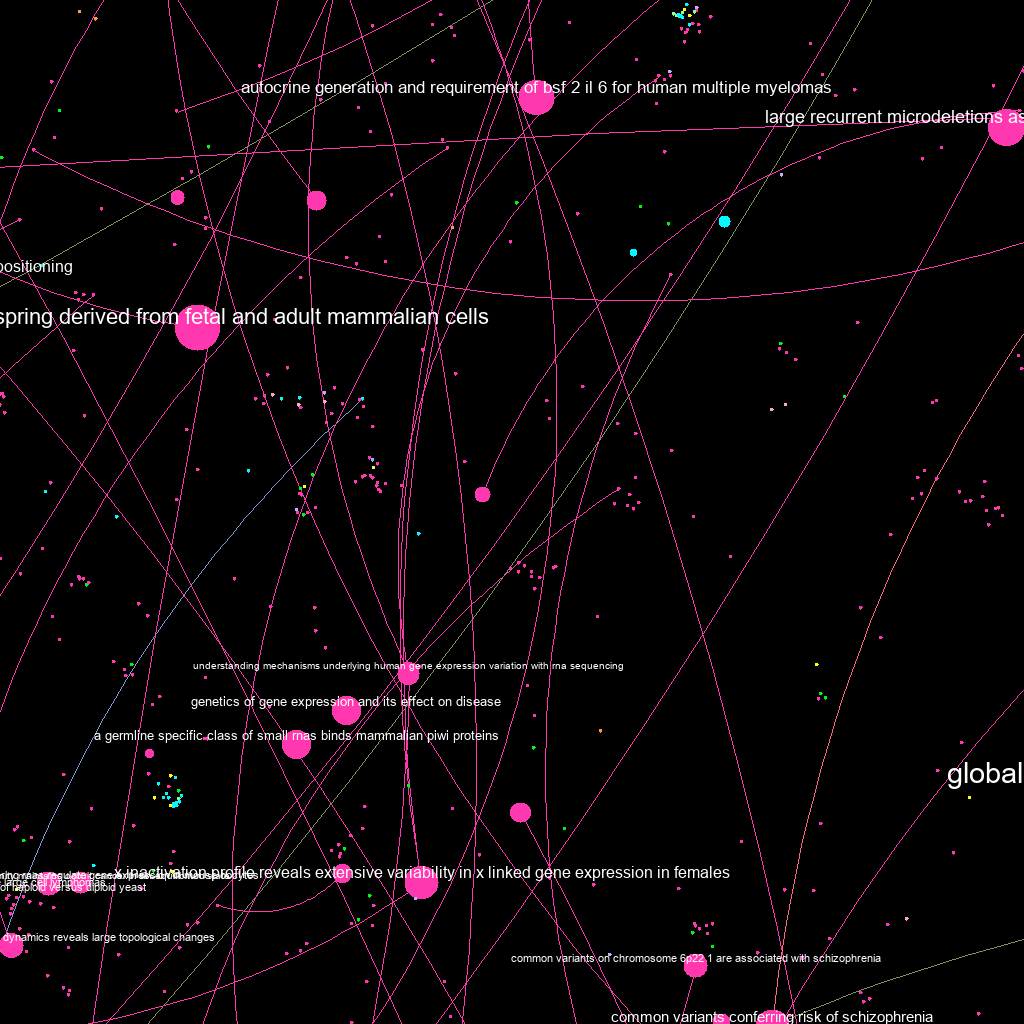 autocrine generation and requirement of bsf 2 il 6 for human multiple myelomas
large recurrent microdeletions as
positioning
spring derived from fetal and adult mammalian cells
understanding mechanisms underlying human gene expression variation with rna sequencing
genetics of gene expression and its effect on disease
a germline specific class of small rnas binds mammalian piwi proteins
global
x inactivation profile reveals extensive variability in x linked gene expression in females
large cell lymphomas
haploid versus diploid yeast
dynamics reveals large topological changes
common variants on chromosome 6p22 1 are associated with schizophrenia
common variants conferring risk of schizophrenia